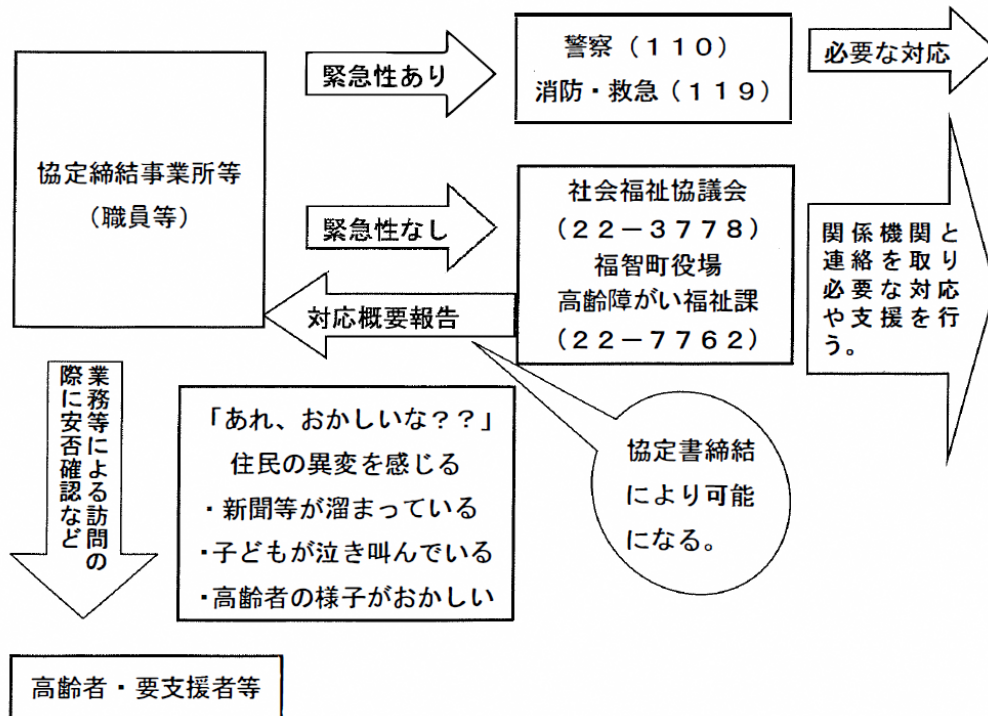 協定締結事業所等
（職員等）
緊急性あり
警察（１１０）
消防・救急（１１９）
必要な対応
緊急性なし
社会福祉協議会
（２２－３７７８）
福智町役場
高齢障がい福祉課
（２２－７７６２）
関係機関と
連絡を取り
必要な対応
や支援を行
う。
対応概要報告
協定書締結
により可能
になる。
業務等による訪問の
際に安否確認など
「あれ、おかしいな？？」
住民の異変を感じる
・新聞等が溜まっている
・子どもが泣き叫んでいる
・高齢者の様子がおかしい
高齢者・要支援者等